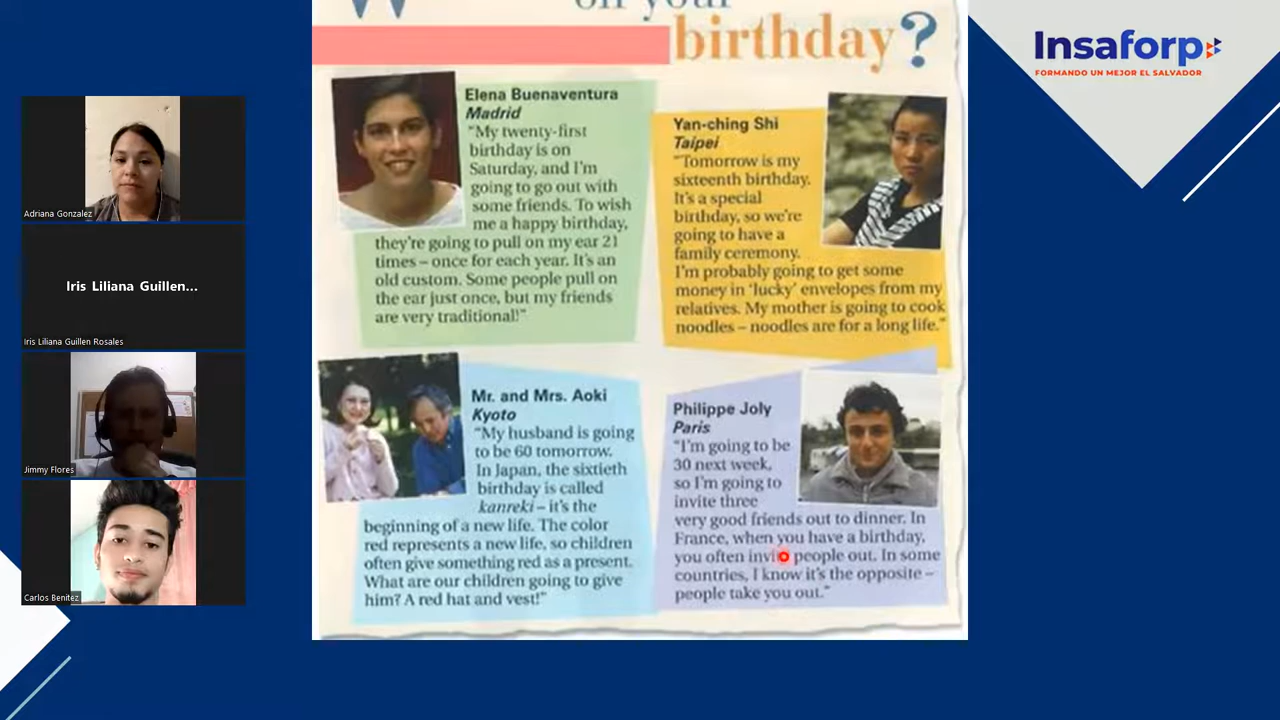 on your
birthday?
Insaforp
FORMANDO UN MEJOR EL SALVADOR
Adriana Gonzalez
Iris Liliana Guillen...
Iris Liliana Guillen Rosales
Jimmy Flores
Carlos Benitez
Elena Buenaventura
Madrid
"My twenty-first
birthday is on
Saturday, and I'm
going to go out with
some friends. To wish
me a happy birthday,
they're going to pull on my ear 21
times – once for each year. It's an
old custom. Some people pull on
the ear just once, but my friends
are very traditional!"
Yan-ching Shi
Taipei
"Tomorrow is my
sixteenth birthday.
It's a special
birthday, so we're
going to have a
family ceremony.
I'm probably going to get some
money in 'lucky' envelopes from my
relatives. My mother is going to cook
noodles – noodles are for a long life."
Mr. and Mrs. Aoki
Kyoto
"My husband is going
to be 60 tomorrow.
In Japan, the sixtieth
birthday is called
kanreki – it's the
beginning of a new life. The color
red represents a new life, so children
often give something red as a present.
What are our children going to give
him? A red hat and vest!"
Philippe Joly
Paris
"I'm going to be
30 next week,
so I'm going to
invite three
very good friends out to dinner. In
France, when you have a birthday,
you often invite people out. In some
countries, I know it's the opposite –
people take you out."